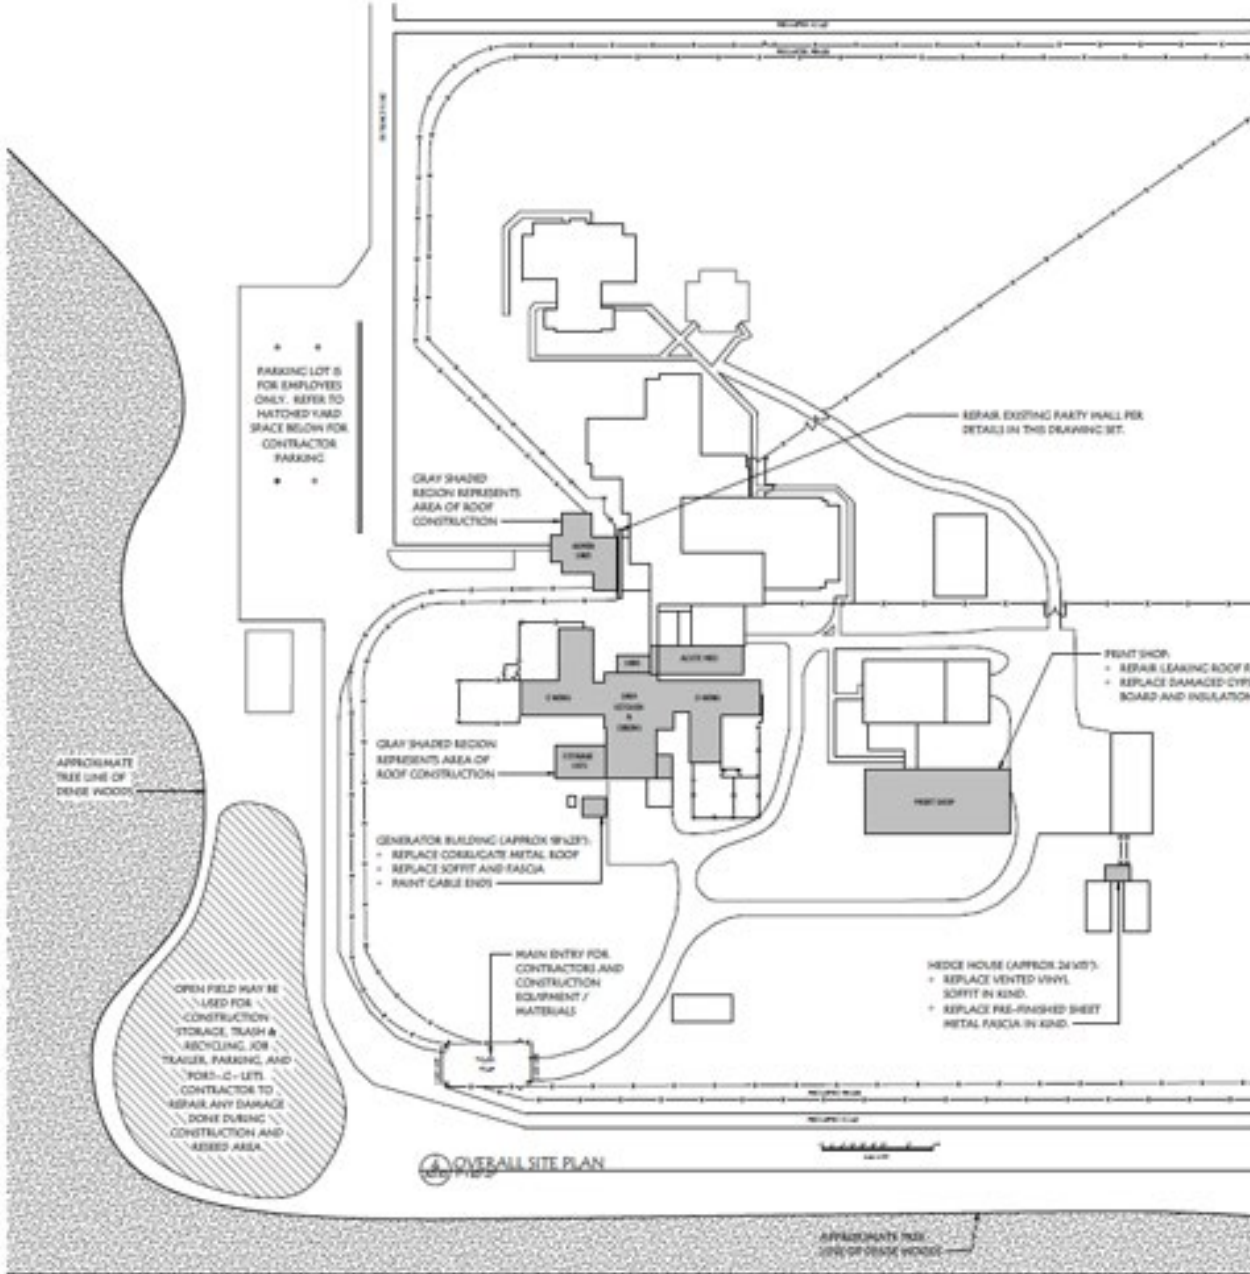 PARKING LOT IS
FOR EMPLOYEES
ONLY. REFER TO
HATCHED YARD
SPACE BELOW FOR
CONTRACTOR
PARKING
REPAIR EXISTING PARTY WALL PER
DETAILS IN THIS DRAWING SET.
GRAY SHADED
REGION REPRESENTS
AREA OF ROOF
CONSTRUCTION
PRINT SHOP:
REPAIR LEAKING ROOF
REPLACE DAMAGED
BOARD AND INSULATION
GRAY SHADED REGION
REPRESENTS AREA OF
ROOF CONSTRUCTION
APPROXIMATE
TREE LINE OF
DENSE WOODS
PRINT SHOP
GENERATOR BUILDING (APPROX
• REPLACE CORRUGATE METAL ROOF
• REPLACE SOFFIT AND FASCIA
• PAINT GABLE ENDS
MAIN ENTRY FOR
CONTRACTORS AND
CONSTRUCTION
EQUIPMENT /
MATERIALS
HEDGE HOUSE (APPROX
REPLACE VENTED VINYL
SOFFIT IN KIND.
REPLACE PRE-FINISHED SHEET
METAL FASCIA IN KIND.
OPEN FIELD MAY BE
USED FOR
CONSTRUCTION
STORAGE, TRASH &
RECYCLING, JOB
TRAILER, PARKING, AND
CONTRACTOR TO
REPAIR ANY DAMAGE
DONE DURING
CONSTRUCTION AND
RESEED AREA.
OVERALL SITE PLAN
APPROXIMATE TREE
LINE OF DENSE WOODS